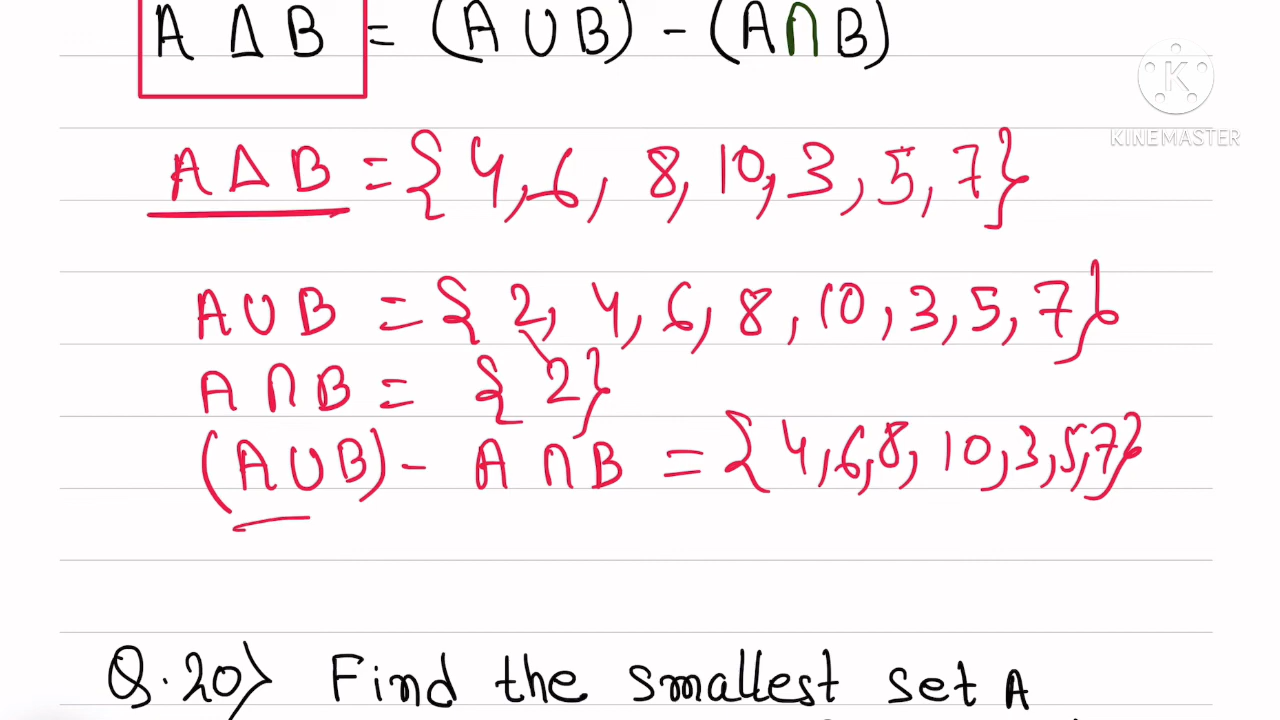 A Δ B = (A ∪ B) - (A ∩ B)
K
KINEMASTER
A Δ B = {4, 6, 8, 10, 3, 5, 7}
A ∪ B = {2, 4, 6, 8, 10, 3, 5, 7}
A ∩ B = {2}
(A ∪ B) - A ∩ B = {4, 6, 8, 10, 3, 5, 7}
Q.20> Find the smallest set A